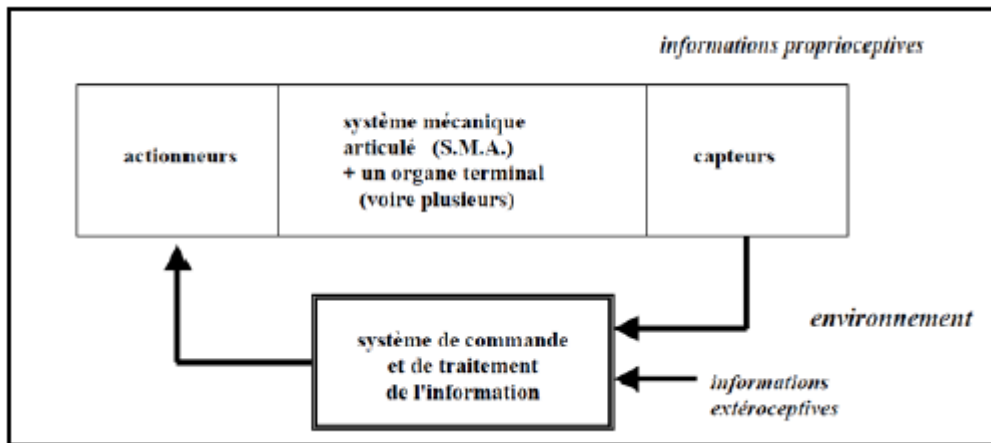 informations proprioceptives
actionneurs
système mécanique
articulé (S.M.A.)
+ un organe terminal
(voire plusieurs)
capteurs
système de commande
et de traitement
de l'information
environnement
informations
extéroceptives